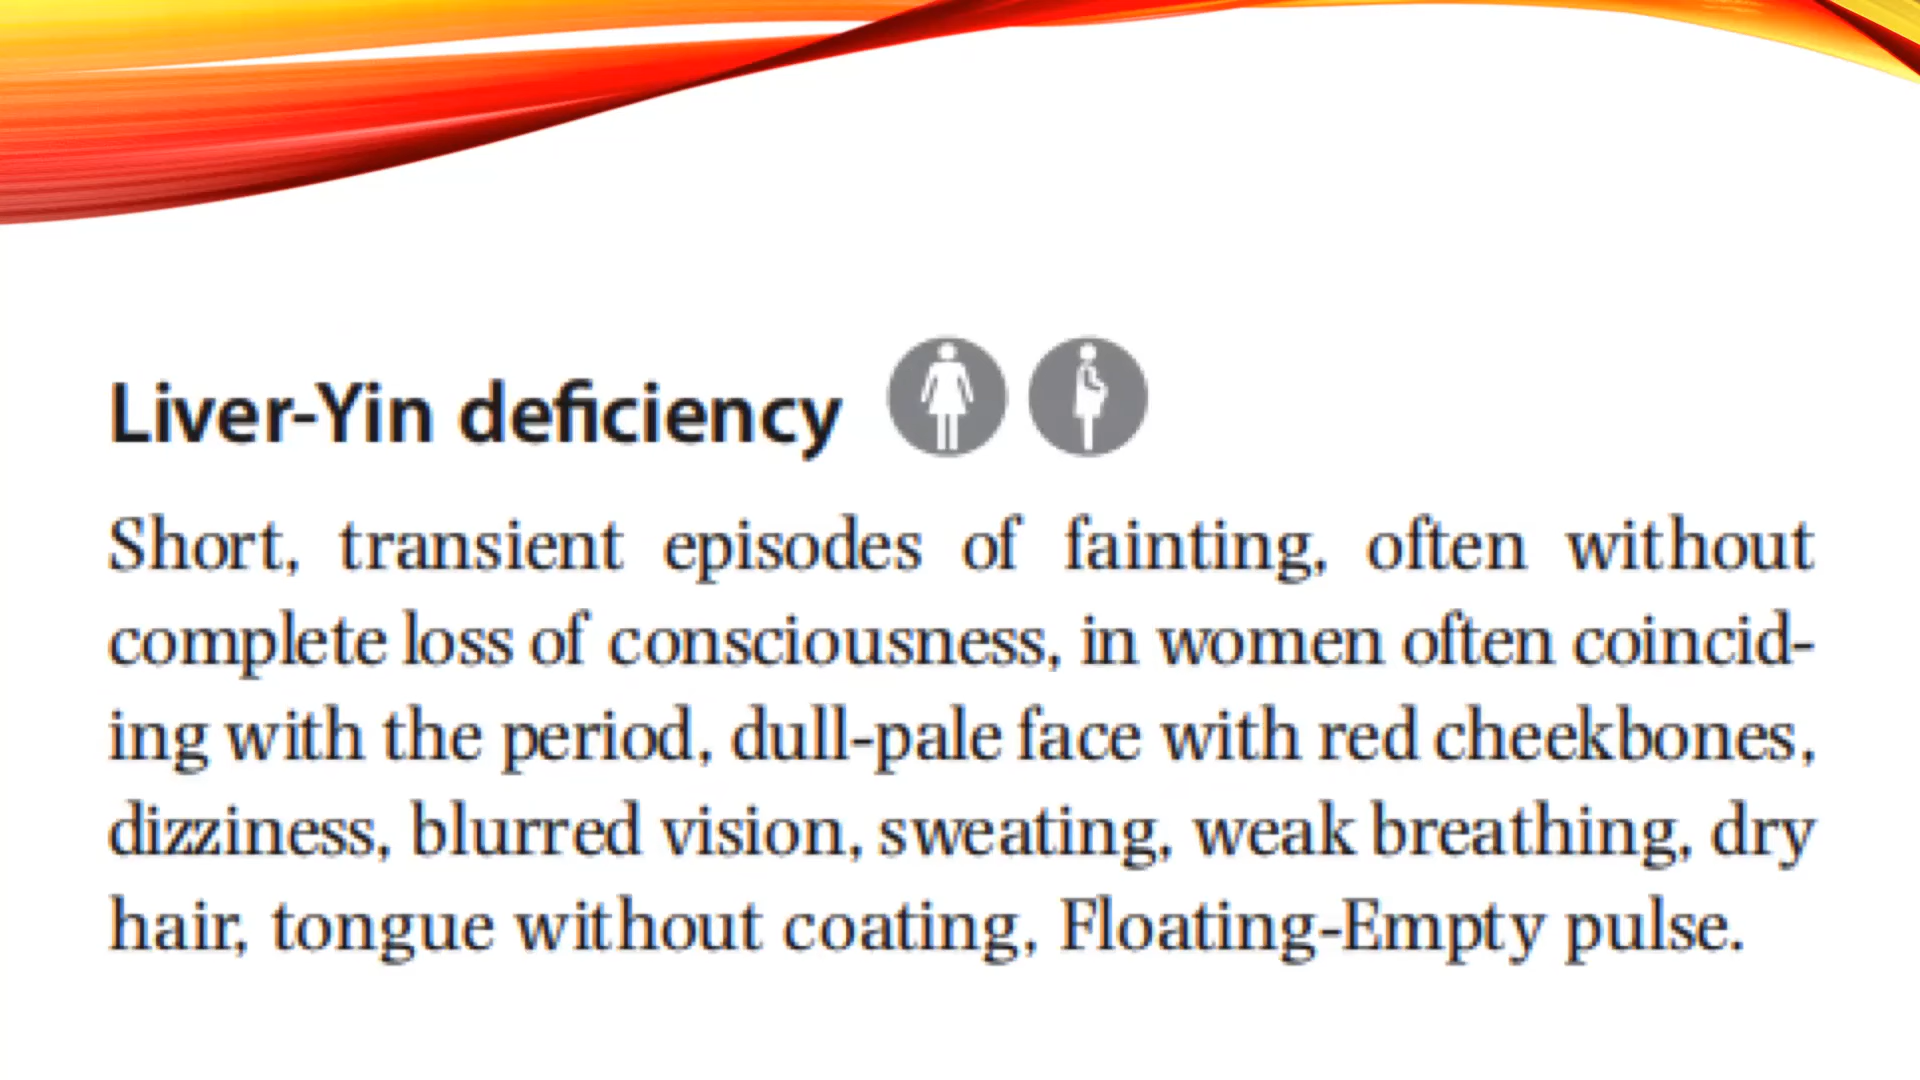 Liver-Yin deficiency
Short, transient episodes of fainting, often without
complete loss of consciousness, in women often coincid-
ing with the period, dull-pale face with red cheekbones,
dizziness, blurred vision, sweating, weak breathing, dry
hair, tongue without coating, Floating-Empty pulse.